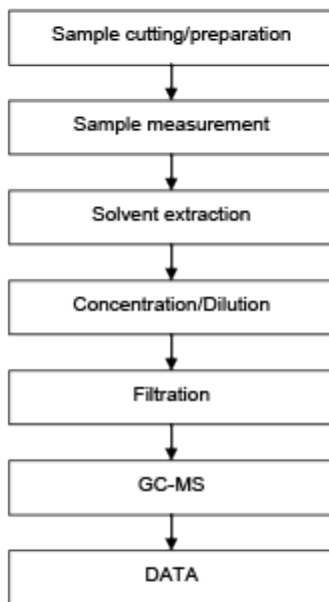 Sample cutting/preparation
Sample measurement
Solvent extraction
Concentration/Dilution
Filtration
GC-MS
DATA